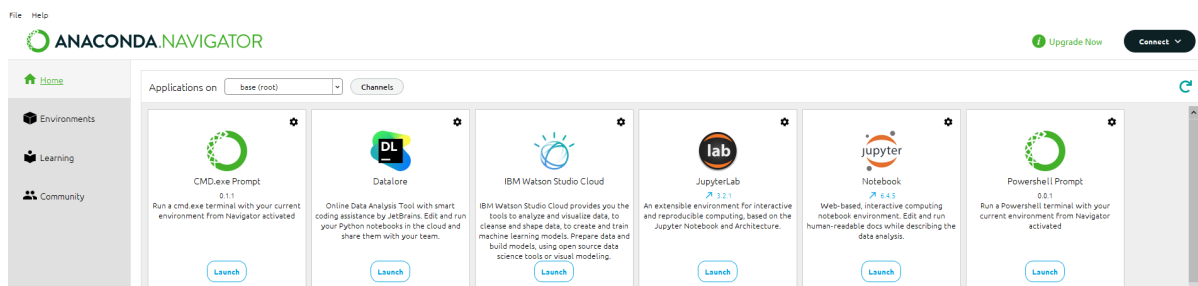 File Help
ANACONDA.NAVIGATOR
Upgrade Now
Connect
Home
Environments
Learning
Community
Applications on base (root) Channels
CMD.exe Prompt
0.1.1
Run a cmd.exe terminal with your current
environment from Navigator activated
Launch
DL
Datalore
Online Data Analysis Tool with smart
coding assistance by JetBrains. Edit and run
your Python notebooks in the cloud and
share them with your team.
Launch
IBM Watson Studio Cloud
IBM Watson Studio Cloud provides you the
tools to analyze and visualize data, to
cleanse and shape data, to create and train
machine learning models. Prepare data and
build models, using open source data
science tools or visual modeling.
Launch
lab
JupyterLab
3.2.1
An extensible environment for interactive
and reproducible computing, based on the
Jupyter Notebook and Architecture.
Launch
jupyter
Notebook
6.4.5
Web-based, interactive computing
notebook environment. Edit and run
human-readable docs while describing the
data analysis.
Launch
Powershell Prompt
0.0.1
Run a Powershell terminal with your
current environment from Navigator
activated
Launch